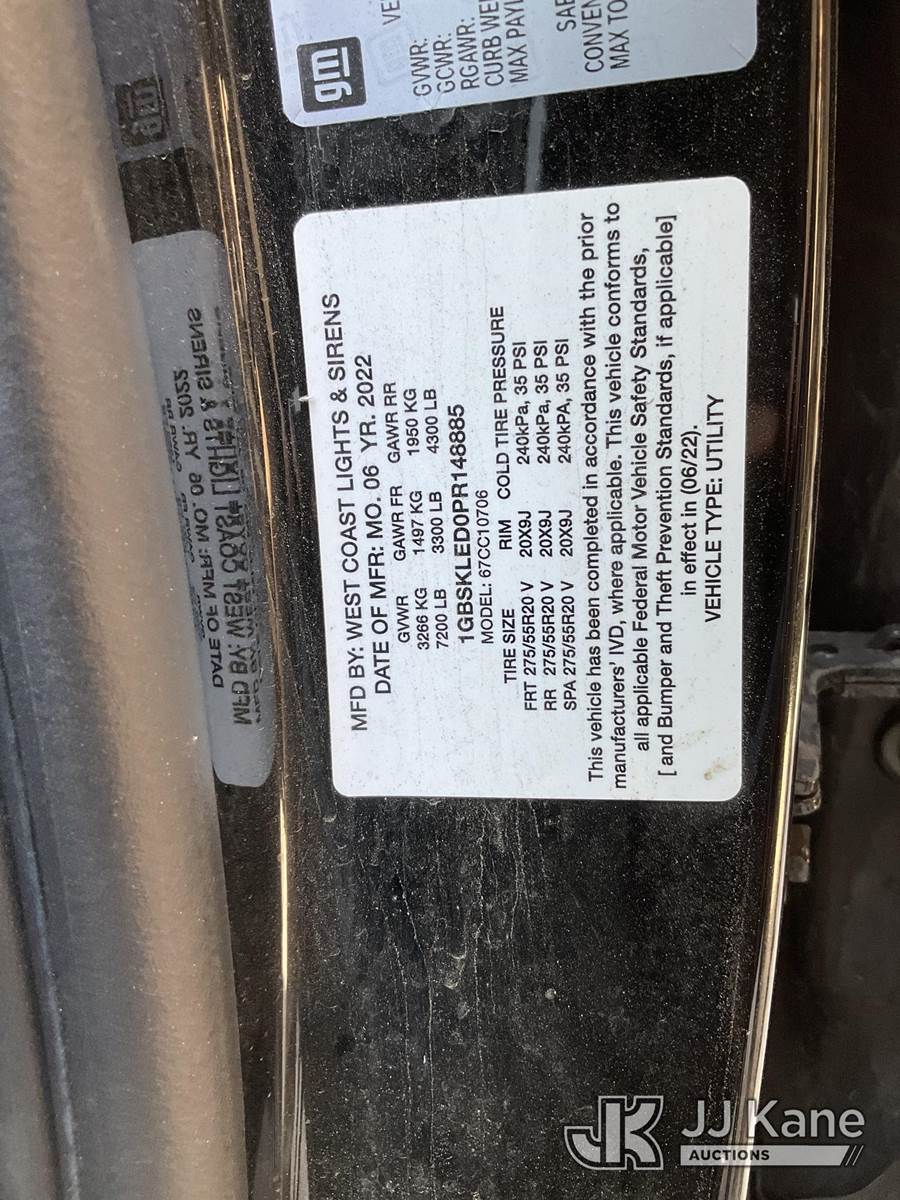 MFD BY: WEST COAST LIGHTS & SIRENS
DATE OF MFR: MO. 06 YR. 2022
GVWR GAWR FR GAWR RR
3266 KG 1497 KG 1950 KG
7200 LB 3300 LB 4300 LB
1GBSKLED0PR148885
MODEL: 67CC10706
TIRE SIZE RIM COLD TIRE PRESSURE
FRT 275/55R20 V 20X9J 240kPa, 35 PSI
RR 275/55R20 V 20X9J 240kPa, 35 PSI
SPA 275/55R20 V 20X9J 240kPA, 35 PSI
This vehicle has been completed in accordance with the prior
manufacturers' IVD, where applicable. This vehicle conforms to
all applicable Federal Motor Vehicle Safety Standards,
[ and Bumper and Theft Prevention Standards, if applicable]
in effect in (06/22).
VEHICLE TYPE: UTILITY
gm
GVWR:
GCWR:
RGAWR:
CURB WE
MAX PAYL
CONVEN
MAX TO
JK JJ Kane
AUCTIONS